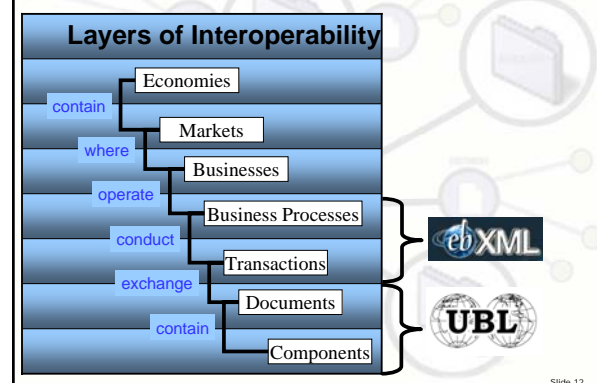 Layers of Interoperability
Economies
contain
Markets
where
Businesses
operate
Business Processes
conduct
ebXML
Transactions
exchange
Documents
UBL
contain
Components
Slide 12